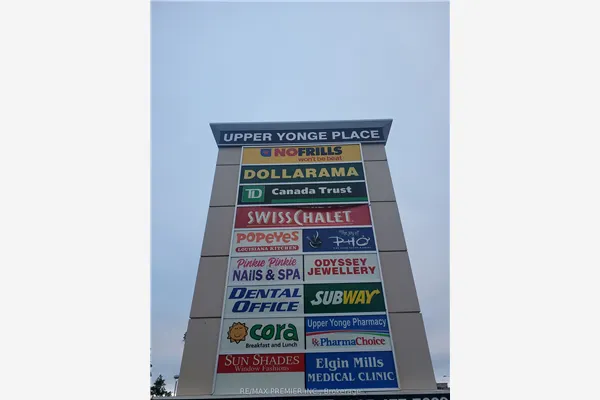 UPPER YONGE PLACE
NOFRILLS
won't be beat
DOLLARAMA
TD Canada Trust
SWISS CHALET
POPEYES
LOUISIANA KITCHEN
PHỞ
Pinkie Pinkie
NAILS & SPA
ODYSSEY
JEWELLERY
DENTAL
OFFICE
SUBWAY
cora
Breakfast and Lunch
Upper Yonge Pharmacy
Rx PharmaChoice
SUN SHADES
Window Fashions
Elgin Mills
MEDICAL CLINIC
RE/MAX PREMIER INC., Brokerage